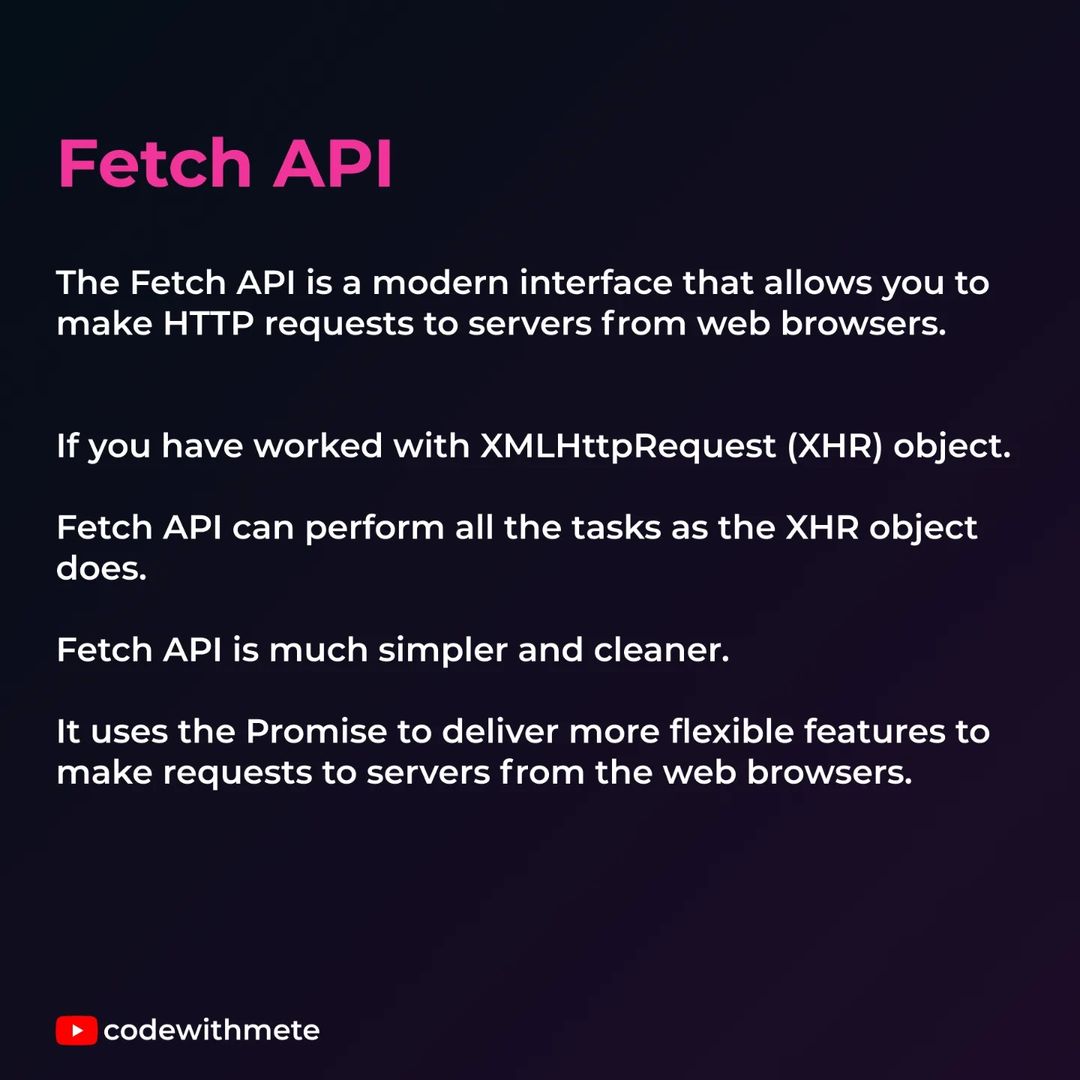 Fetch API
The Fetch API is a modern interface that allows you to
make HTTP requests to servers from web browsers.
If you have worked with XMLHttpRequest (XHR) object.
Fetch API can perform all the tasks as the XHR object
does.
Fetch API is much simpler and cleaner.
It uses the Promise to deliver more flexible features to
make requests to servers from the web browsers.
codewithmete